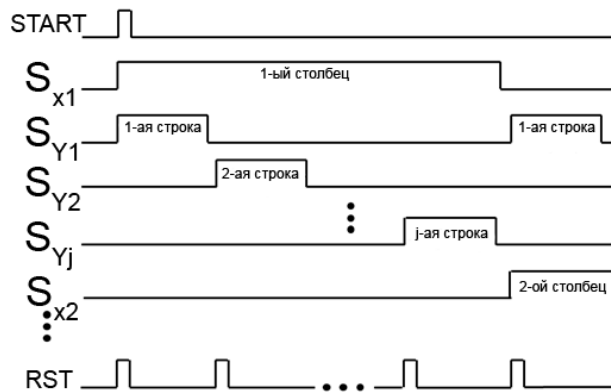 START
Sx1
1-ый столбец
SY1
1-ая строка
1-ая строка
SY2
2-ая строка
SYj
j-ая строка
Sx2
2-ой столбец
RST